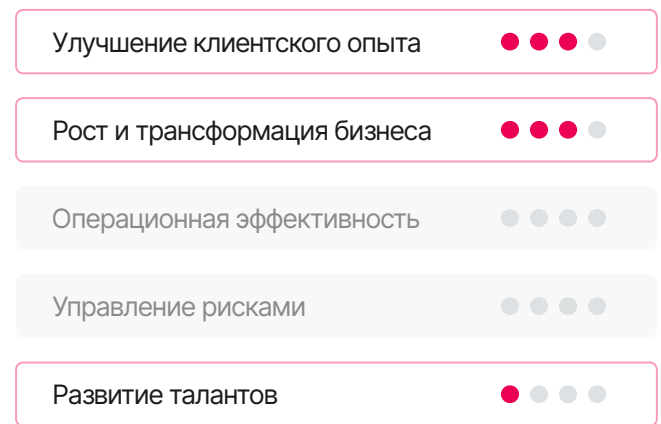 Улучшение клиентского опыта
Рост и трансформация бизнеса
Операционная эффективность
Управление рисками
Развитие талантов